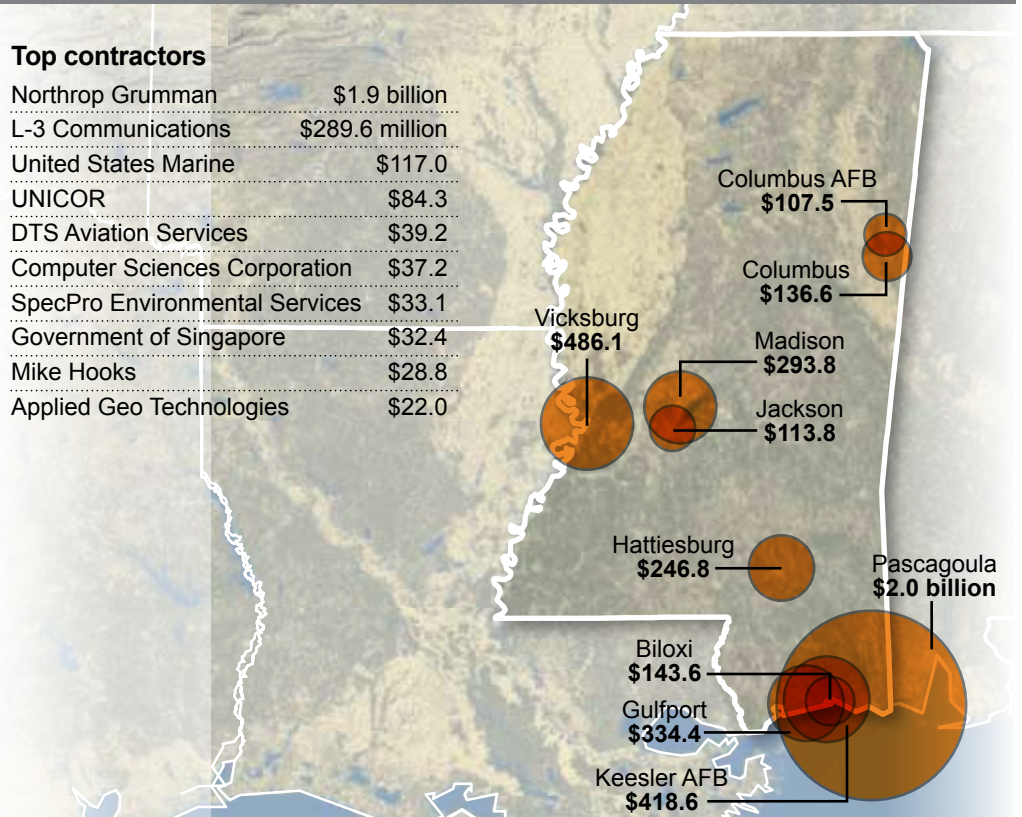 Top contractors
Northrop Grumman $1.9 billion
L-3 Communications $289.6 million
United States Marine $117.0
UNICOR $84.3
DTS Aviation Services $39.2
Computer Sciences Corporation $37.2
SpecPro Environmental Services $33.1
Government of Singapore $32.4
Mike Hooks $28.8
Applied Geo Technologies $22.0
Columbus AFB
$107.5
Columbus
$136.6
Vicksburg
$486.1
Madison
$293.8
Jackson
$113.8
Hattiesburg
$246.8
Pascagoula
$2.0 billion
Biloxi
$143.6
Gulfport
$334.4
Keesler AFB
$418.6